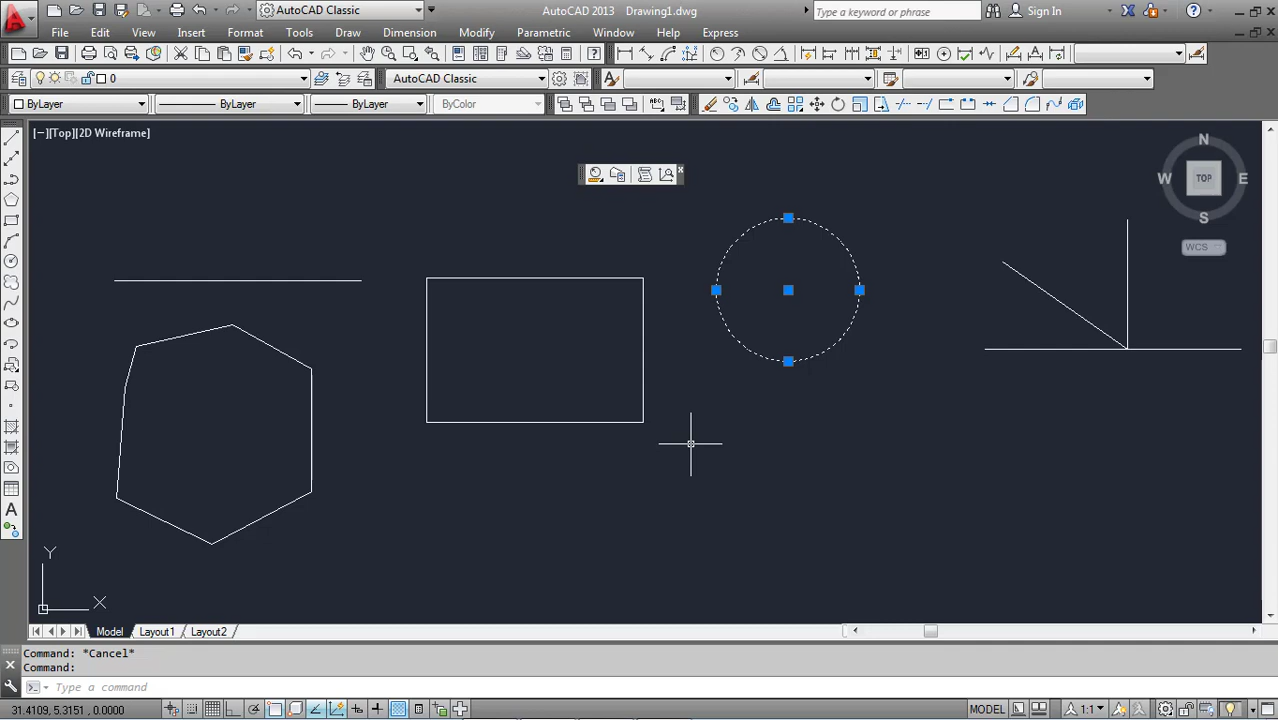 AutoCAD Classic
AutoCAD 2013 Drawing1.dwg
Type a keyword or phrase
Sign In
File Edit View Insert Format Tools Draw Dimension Modify Parametric Window Help Express
0
AutoCAD Classic
ByLayer
ByLayer
ByLayer
ByColor
[−][Top][2D Wireframe]
N
W
TOP
E
S
WCS
Y
X
Model Layout1 Layout2
Command: *Cancel*
Command:
Type a command
31.4109, 5.3151 , 0.0000
MODEL
1:1